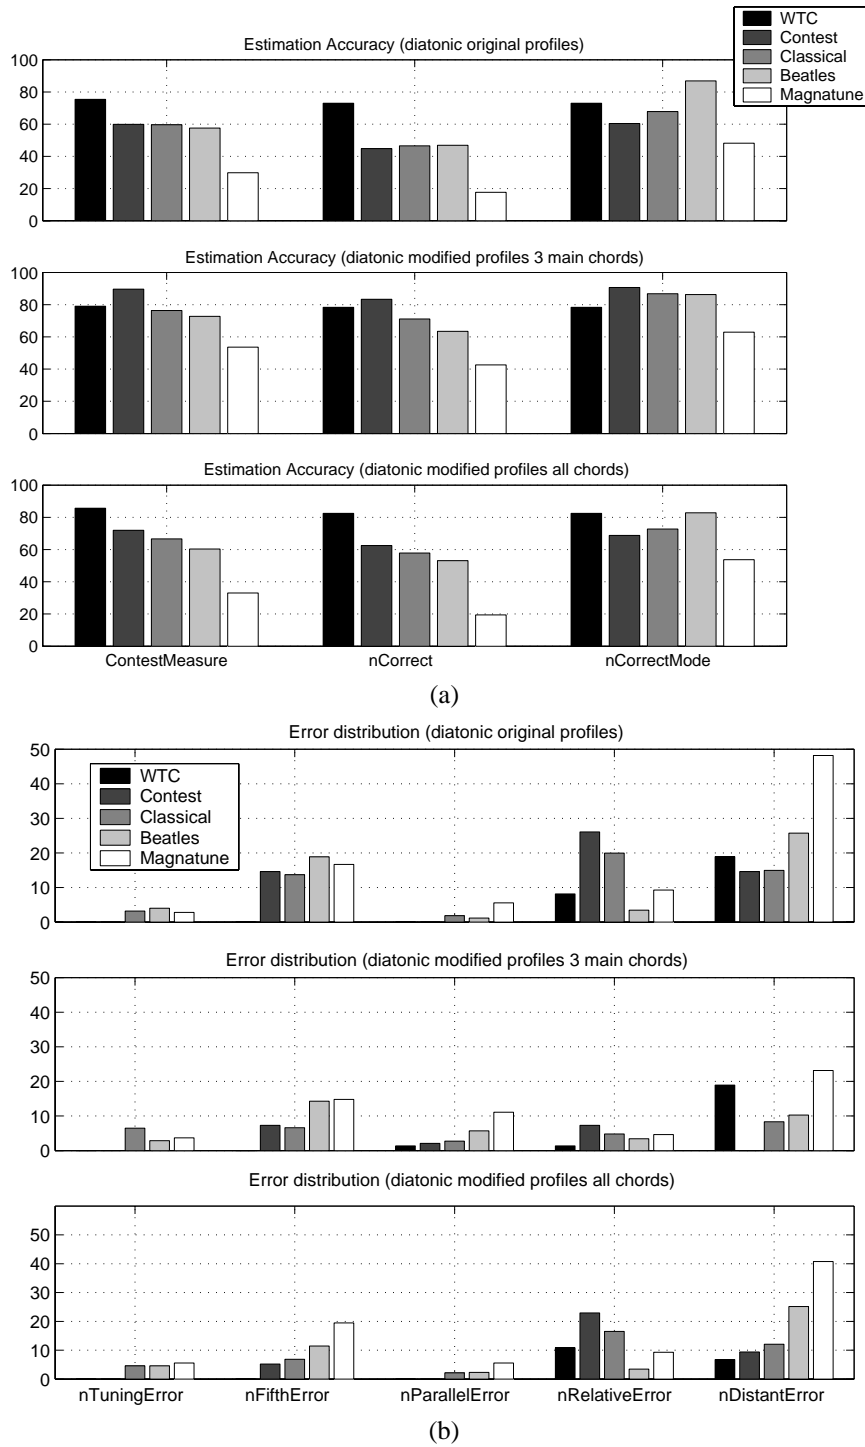 WTC
Contest
Classical
Beatles
Magnatune
Estimation Accuracy (diatonic original profiles)
100
80
60
40
20
0
Estimation Accuracy (diatonic modified profiles 3 main chords)
100
80
60
40
20
0
Estimation Accuracy (diatonic modified profiles all chords)
100
80
60
40
20
0
ContestMeasure nCorrect nCorrectMode
(a)
Error distribution (diatonic original profiles)
50
40
30
20
10
0
WTC
Contest
Classical
Beatles
Magnatune
Error distribution (diatonic modified profiles 3 main chords)
50
40
30
20
10
0
Error distribution (diatonic modified profiles all chords)
50
40
30
20
10
0
nTuningError nFifthError nParallelError nRelativeError nDistantError
(b)